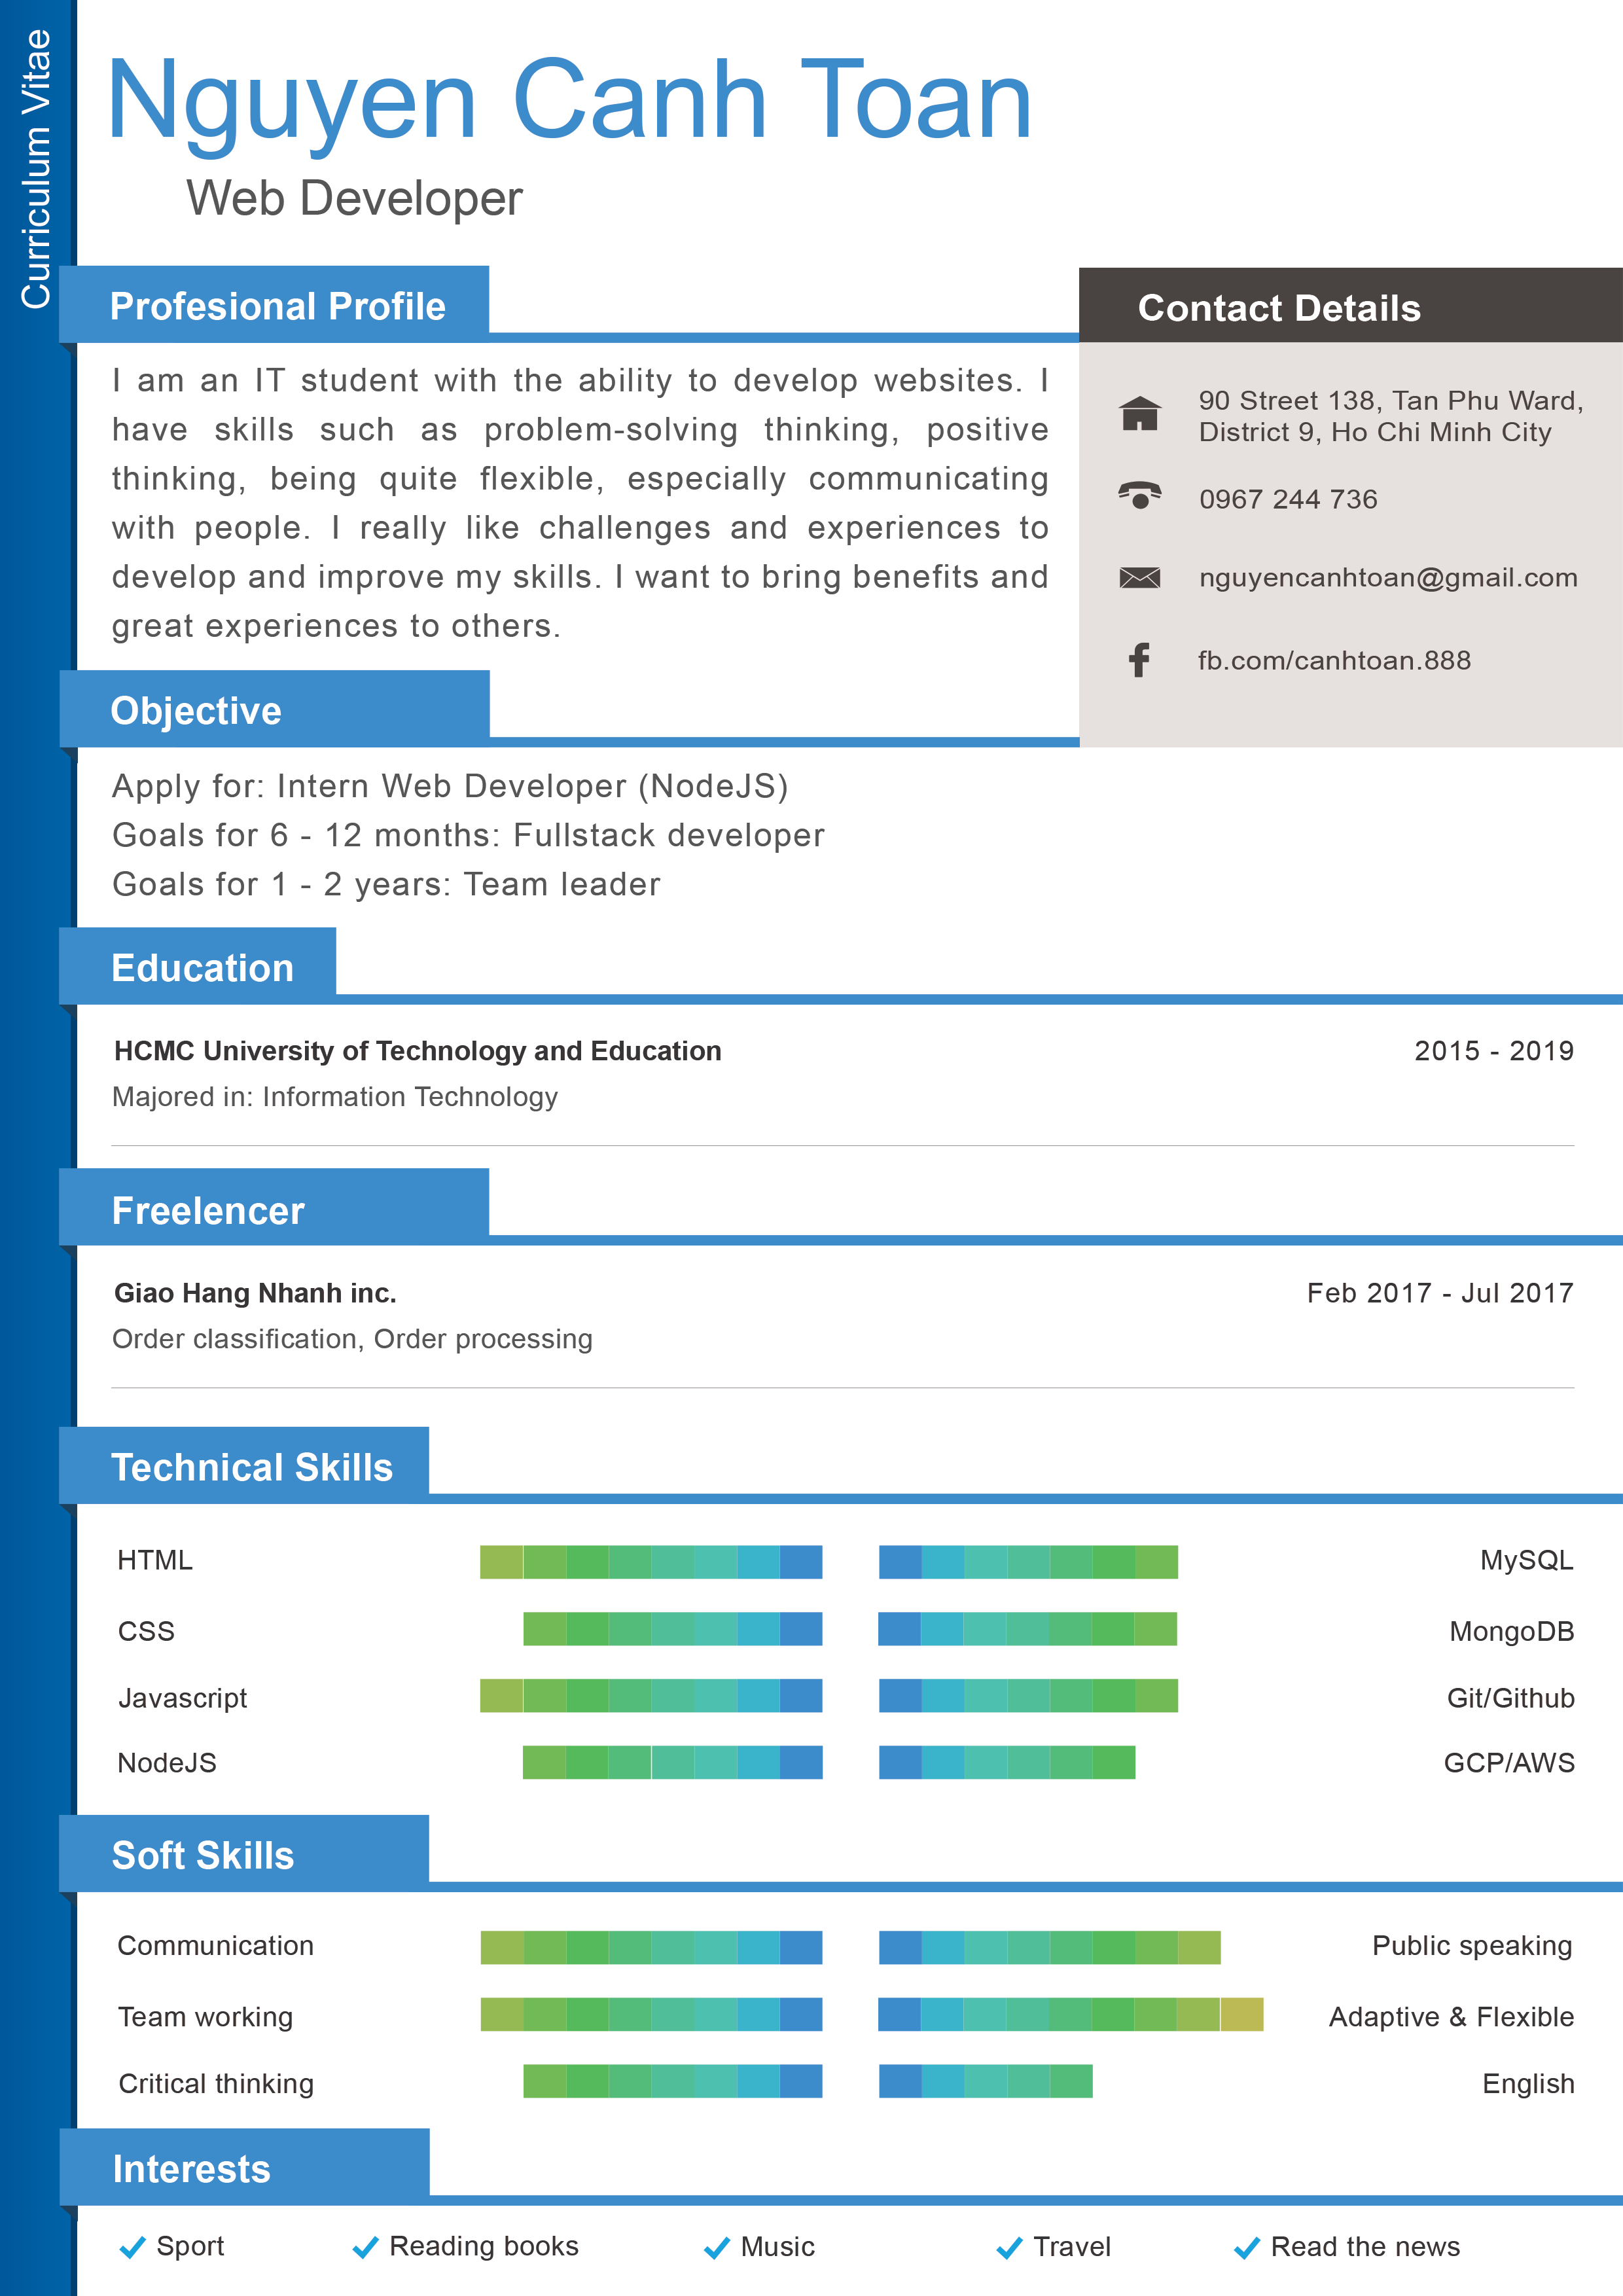 Curriculum Vitae
Nguyen Canh Toan
Web Developer
Profesional Profile
I am an IT student with the ability to develop websites. I
have skills such as problem-solving thinking, positive
thinking, being quite flexible, especially communicating
with people. I really like challenges and experiences to
develop and improve my skills. I want to bring benefits and
great experiences to others.
Contact Details
90 Street 138, Tan Phu Ward,
District 9, Ho Chi Minh City
0967 244 736
nguyencanhtoan@gmail.com
fb.com/canhtoan.888
Objective
Apply for: Intern Web Developer (NodeJS)
Goals for 6 - 12 months: Fullstack developer
Goals for 1 - 2 years: Team leader
Education
HCMC University of Technology and Education 2015 - 2019
Majored in: Information Technology
Freelencer
Giao Hang Nhanh inc. Feb 2017 - Jul 2017
Order classification, Order processing
Technical Skills
HTML MySQL
CSS MongoDB
Javascript Git/Github
NodeJS GCP/AWS
Soft Skills
Communication Public speaking
Team working Adaptive & Flexible
Critical thinking English
Interests
Sport Reading books Music Travel Read the news